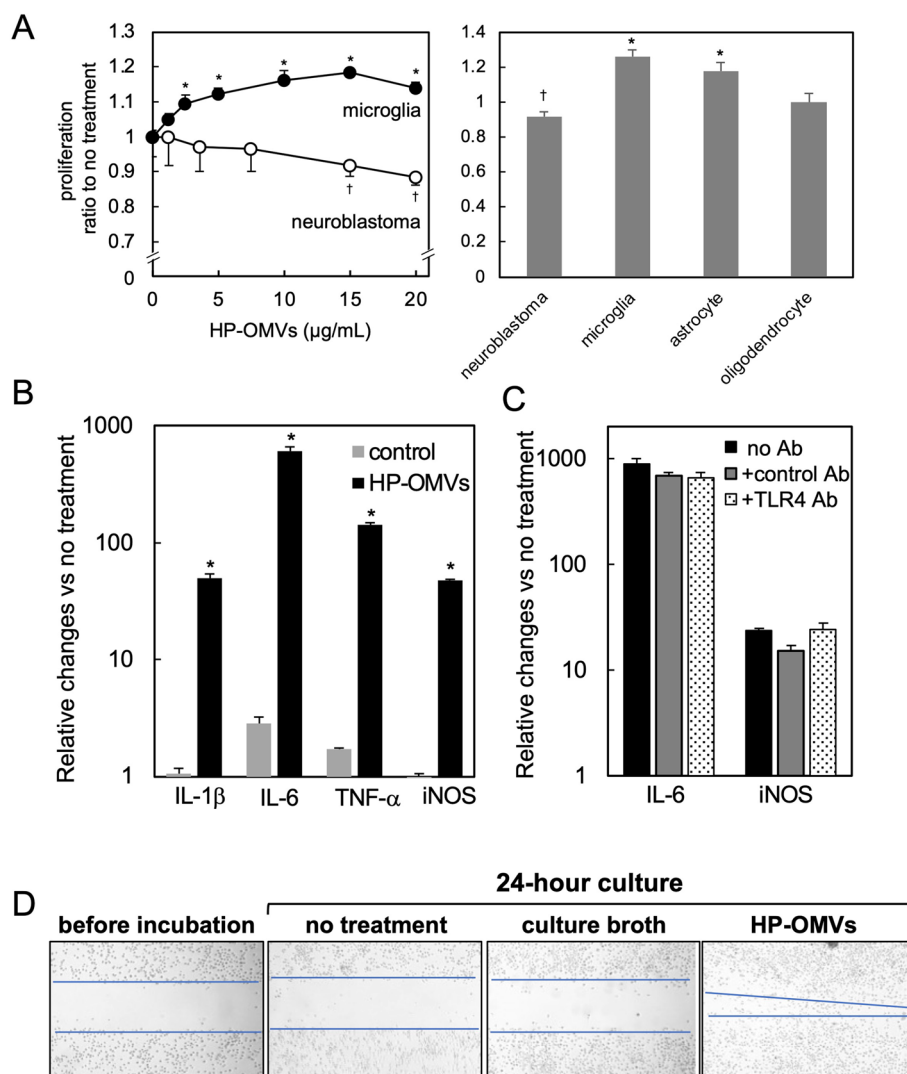 A
1.3
1.2
1.1
1
0.9
0.8
0.7
0
proliferation
ratio to no treatment
* * * * *
microglia
† †
neuroblastoma
0 5 10 15 20
HP-OMVs (µg/mL)
1.4
1.2
1
0.8
0.6
0.4
0.2
0
† * *
neuroblastoma
microglia
astrocyte
oligodendrocyte
B
Relative changes vs no treatment
1000
100
10
1
control
HP-OMVs
* * * *
IL-1β IL-6 TNF-α iNOS
C
Relative changes vs no treatment
1000
100
10
1
no Ab
+control Ab
+TLR4 Ab
IL-6 iNOS
D
24-hour culture
before incubation no treatment culture broth HP-OMVs